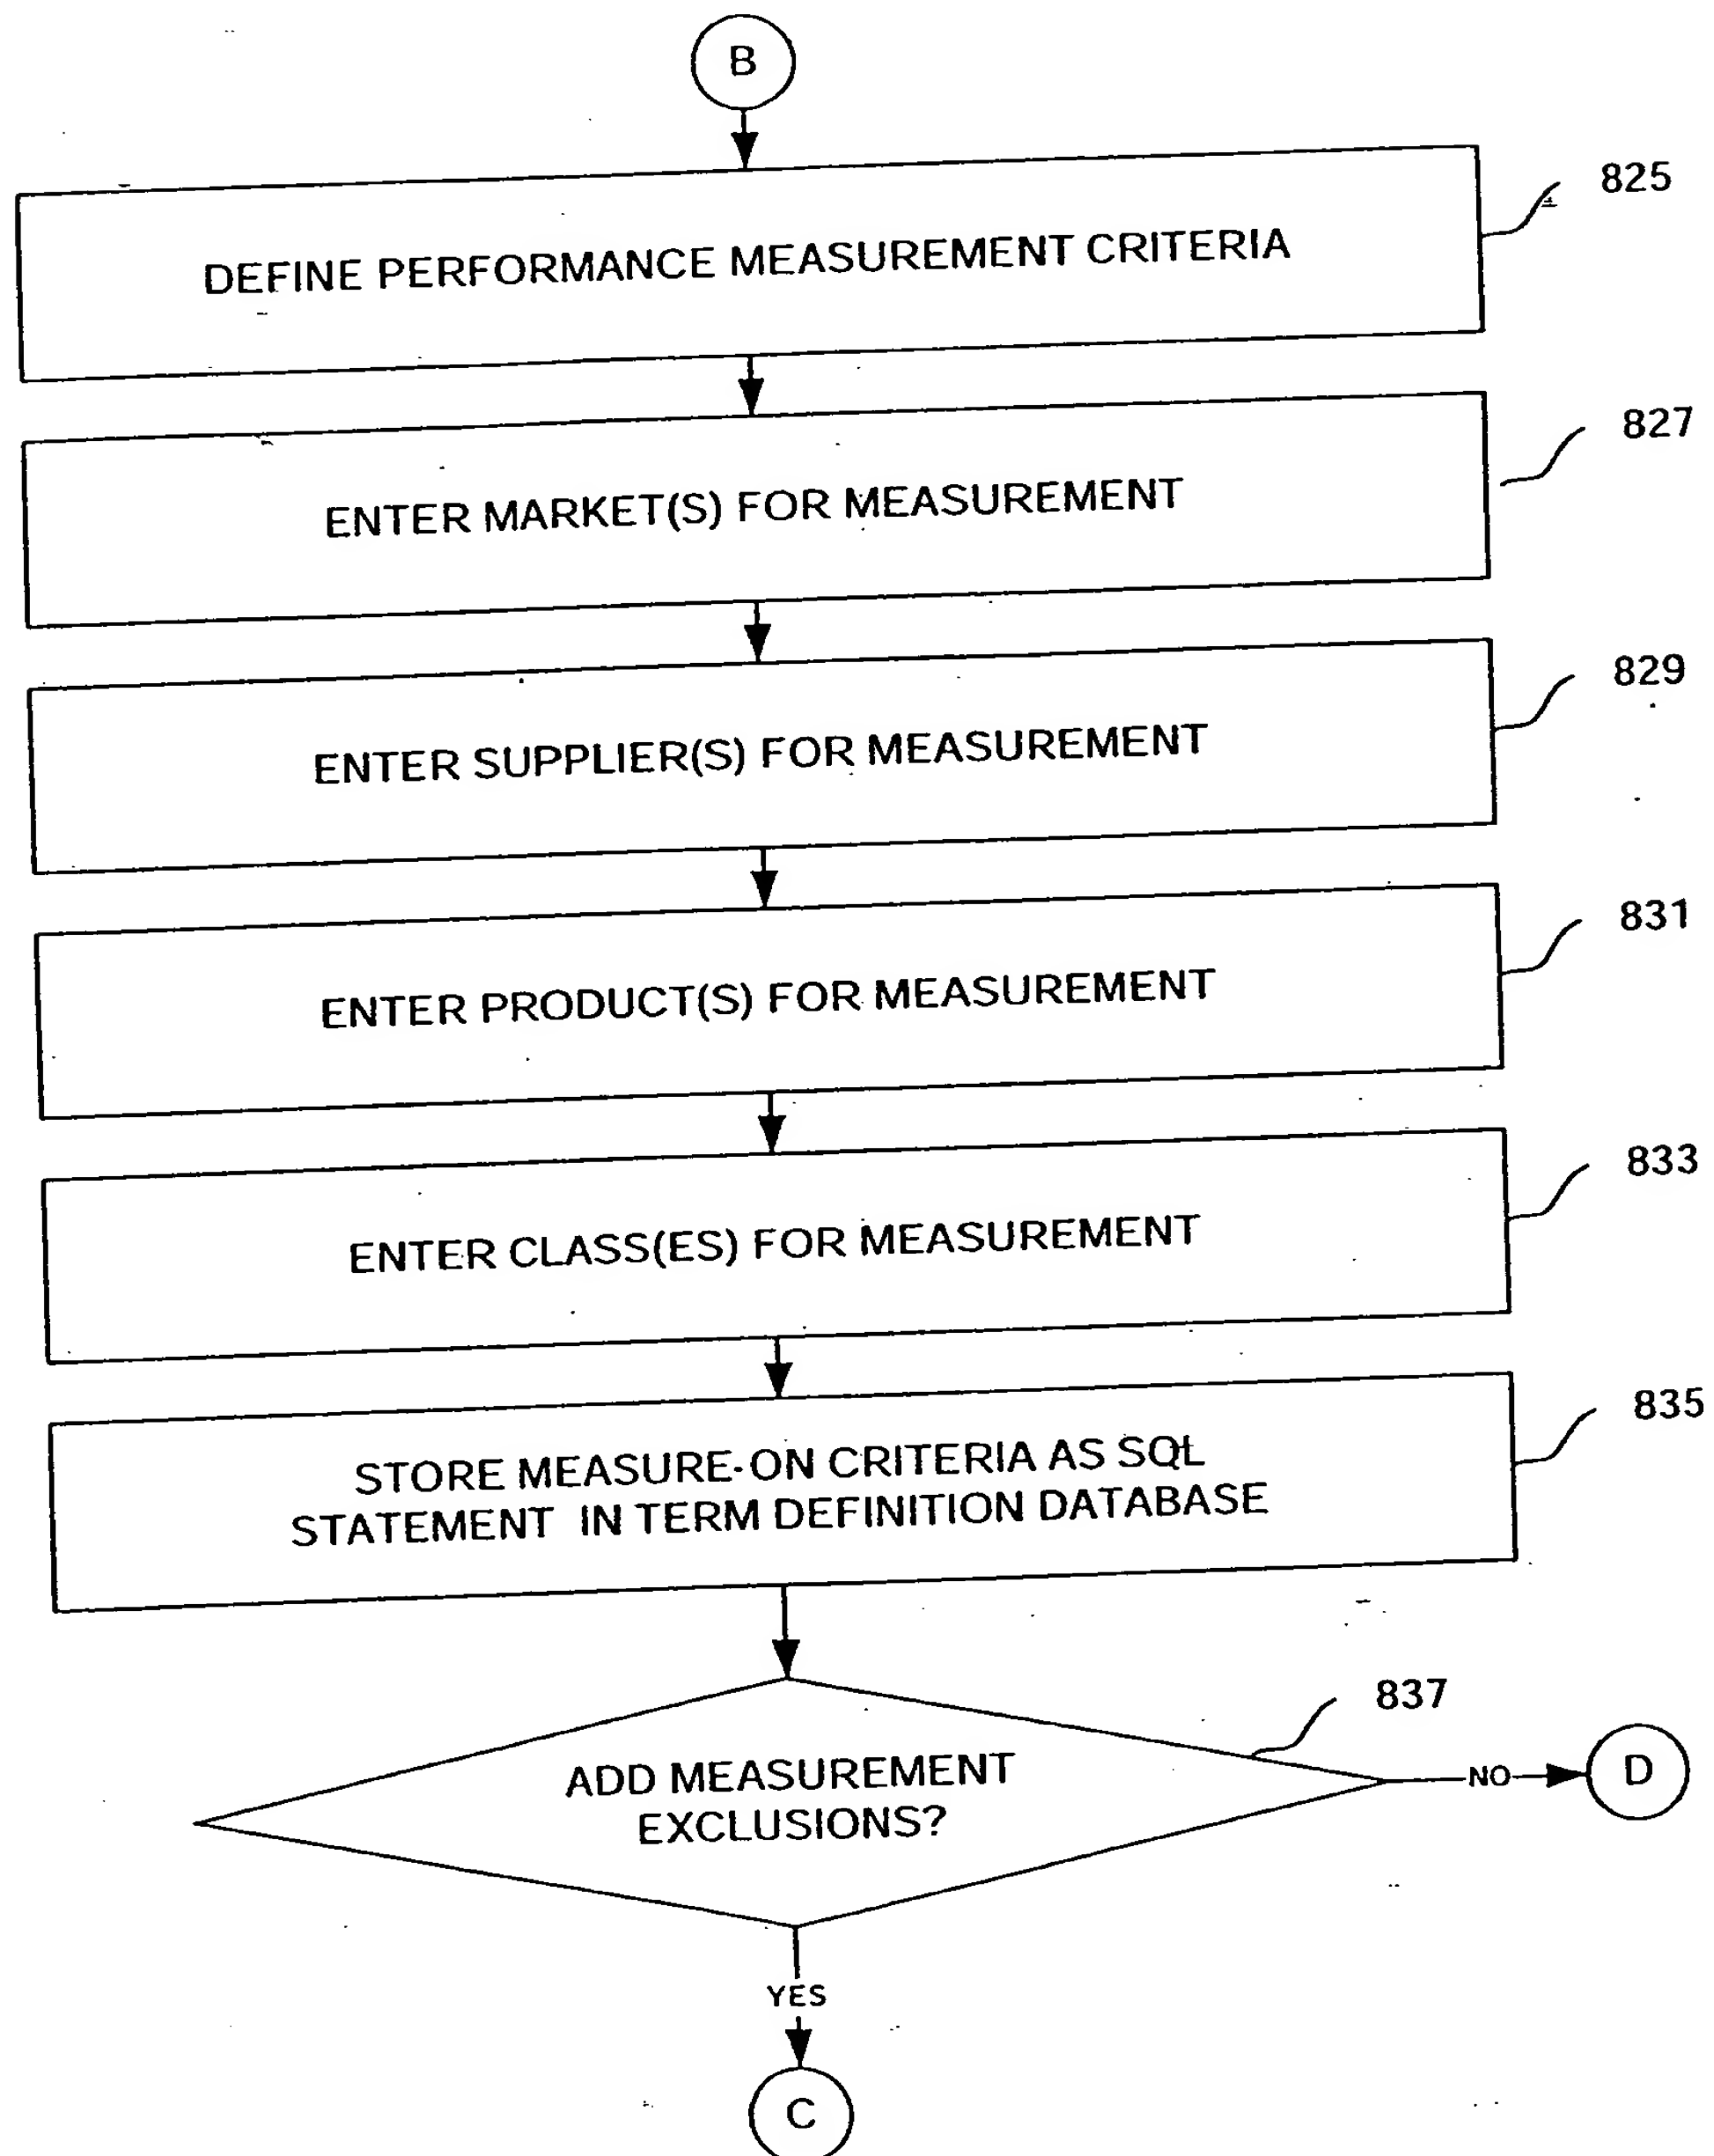 B
825
DEFINE PERFORMANCE MEASUREMENT CRITERIA
827
ENTER MARKET(S) FOR MEASUREMENT
829
ENTER SUPPLIER(S) FOR MEASUREMENT
831
ENTER PRODUCT(S) FOR MEASUREMENT
833
ENTER CLASS(ES) FOR MEASUREMENT
835
STORE MEASURE-ON CRITERIA AS SQL
STATEMENT IN TERM DEFINITION DATABASE
837
ADD MEASUREMENT
EXCLUSIONS?
NO
D
YES
C